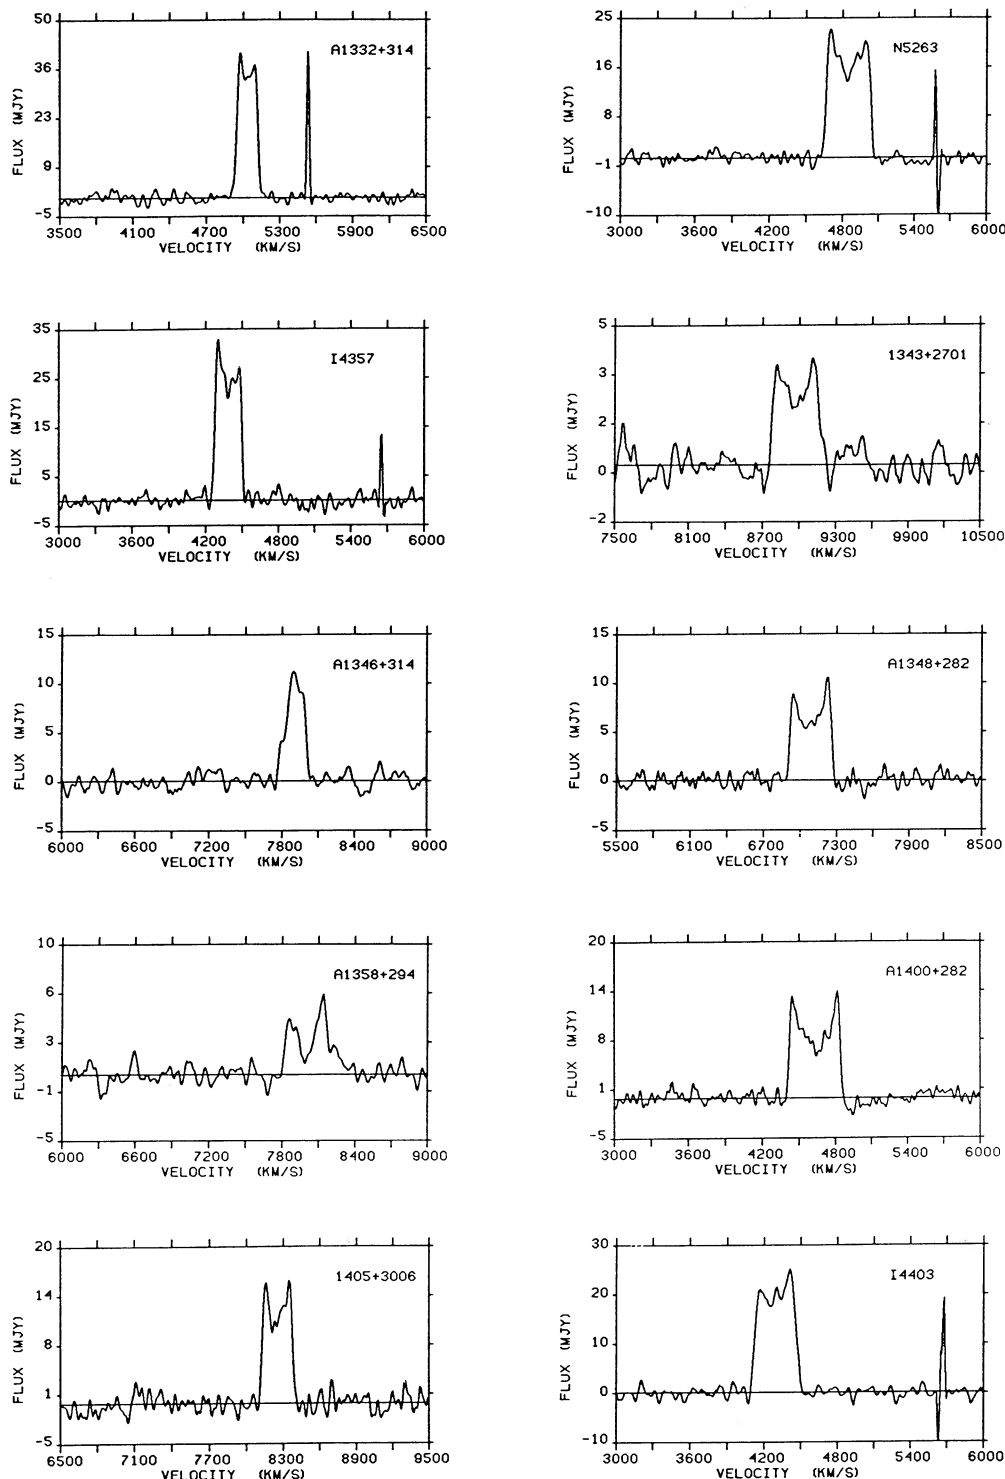 A1332+314
FLUX (MJY)
50
36
23
9
-5
3500 4100 4700 5300 5900 6500
VELOCITY (KM/S)
N5263
FLUX (MJY)
25
16
8
-1
-10
3000 3600 4200 4800 5400 6000
VELOCITY (KM/S)
I4357
FLUX (MJY)
35
25
15
5
-5
3000 3600 4200 4800 5400 6000
VELOCITY (KM/S)
1343+2701
FLUX (MJY)
5
3
2
0
-2
7500 8100 8700 9300 9900 10500
VELOCITY (KM/S)
A1346+314
FLUX (MJY)
15
10
5
0
-5
6000 6600 7200 7800 8400 9000
VELOCITY (KM/S)
A1348+282
FLUX (MJY)
15
10
5
0
-5
5500 6100 6700 7300 7900 8500
VELOCITY (KM/S)
A1358+294
FLUX (MJY)
10
6
3
-1
-5
6000 6600 7200 7800 8400 9000
VELOCITY (KM/S)
A1400+282
FLUX (MJY)
20
14
8
1
-5
3000 3600 4200 4800 5400 6000
VELOCITY (KM/S)
1405+3006
FLUX (MJY)
20
14
8
1
-5
6500 7100 7700 8300 8900 9500
VELOCITY (KM/S)
I4403
FLUX (MJY)
30
20
10
0
-10
3000 3600 4200 4800 5400 6000
VELOCITY (KM/S)